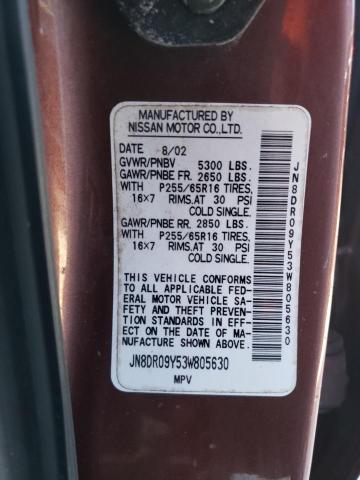 MANUFACTURED BY
NISSAN MOTOR CO., LTD.
DATE 8/02
GVWR/PNBV 5300 LBS.
GAWR/PNBE FR. 2650 LBS.
WITH P255/65R16 TIRES,
16×7 RIMS, AT 30 PSI
COLD SINGLE.
GAWR/PNBE RR. 2850 LBS.
WITH P255/65R16 TIRES,
16×7 RIMS, AT 30 PSI
COLD SINGLE.
THIS VEHICLE CONFORMS
TO ALL APPLICABLE FED-
ERAL MOTOR VEHICLE SA-
FETY AND THEFT PREVEN-
TION STANDARDS IN EFFEC-
T ON THE DATE OF MA-
NUFACTURE SHOWN ABOVE.
JN8DR09Y53W805630
MPV
JN8DR09Y53W805630